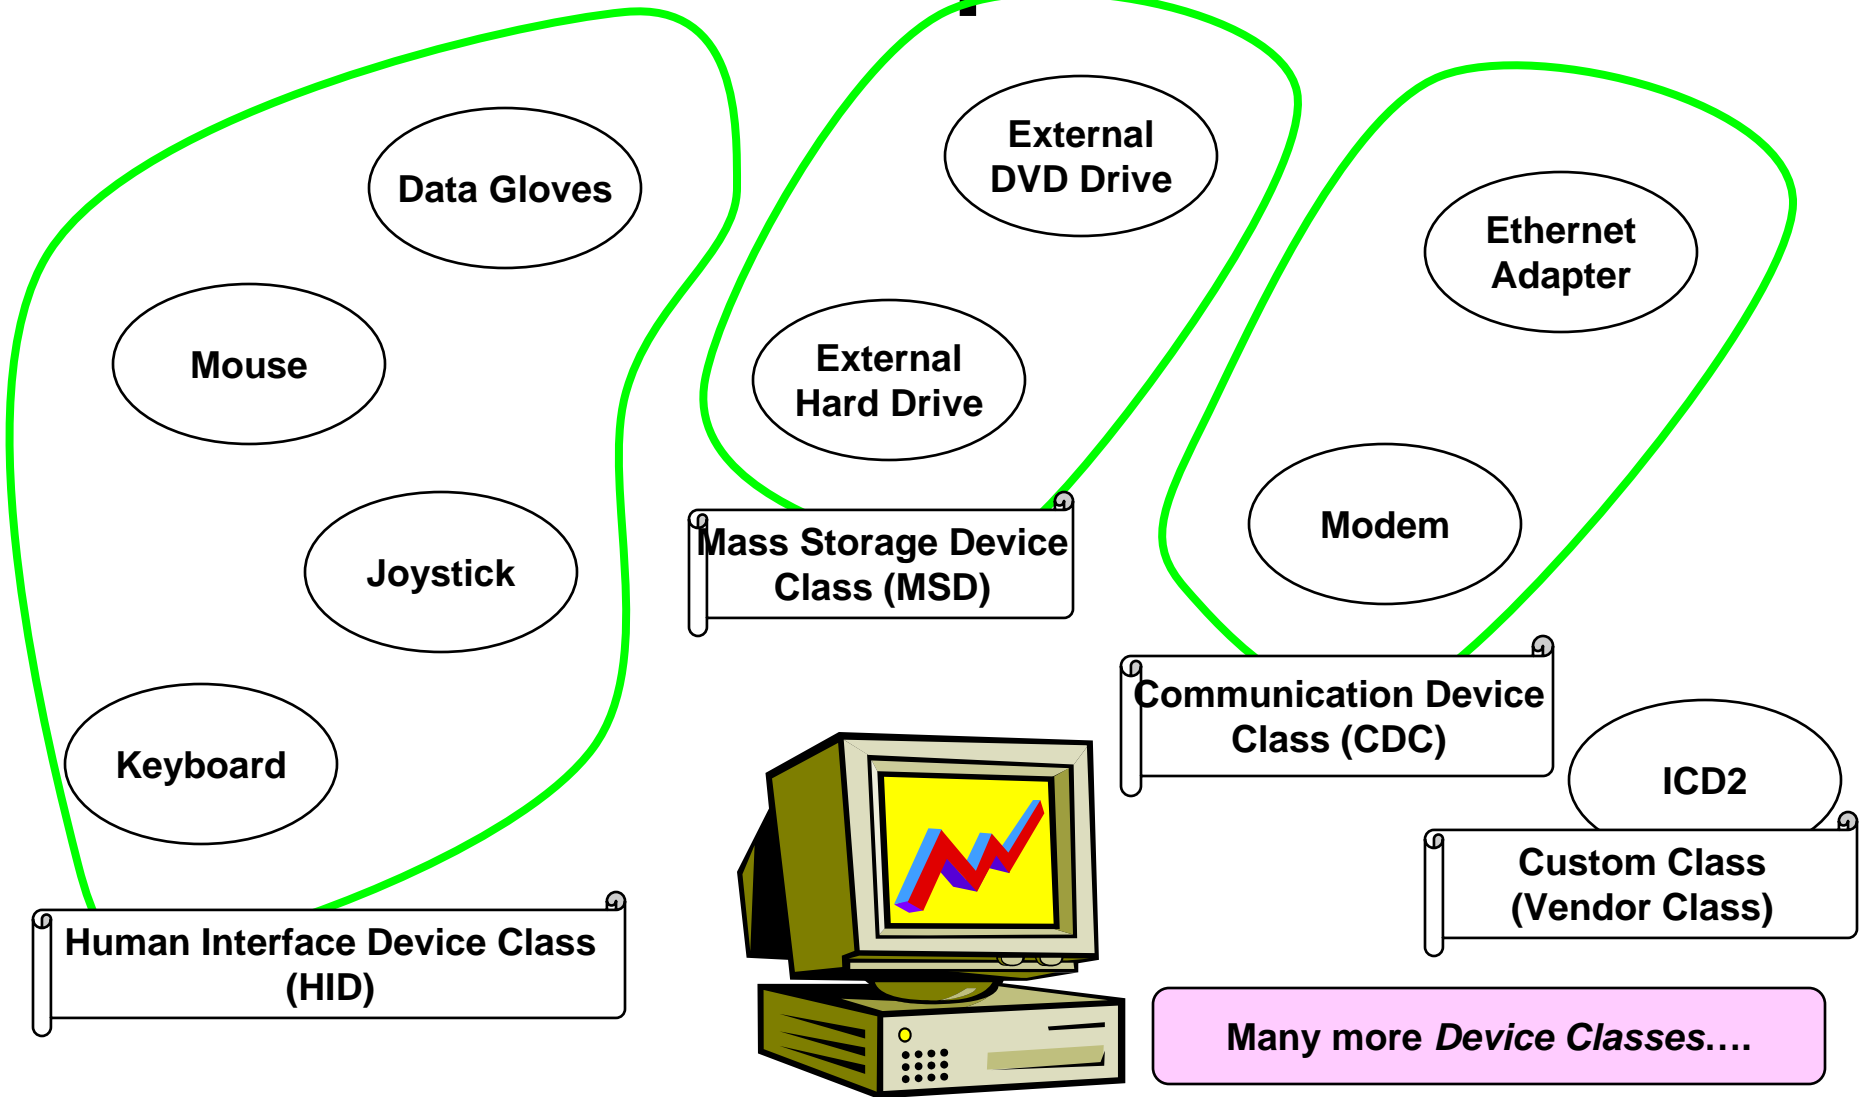 Data Gloves
Mouse
Joystick
Keyboard
Human Interface Device Class
(HID)
External
DVD Drive
External
Hard Drive
Mass Storage Device
Class (MSD)
Ethernet
Adapter
Modem
Communication Device
Class (CDC)
ICD2
Custom Class
(Vendor Class)
Many more Device Classes….